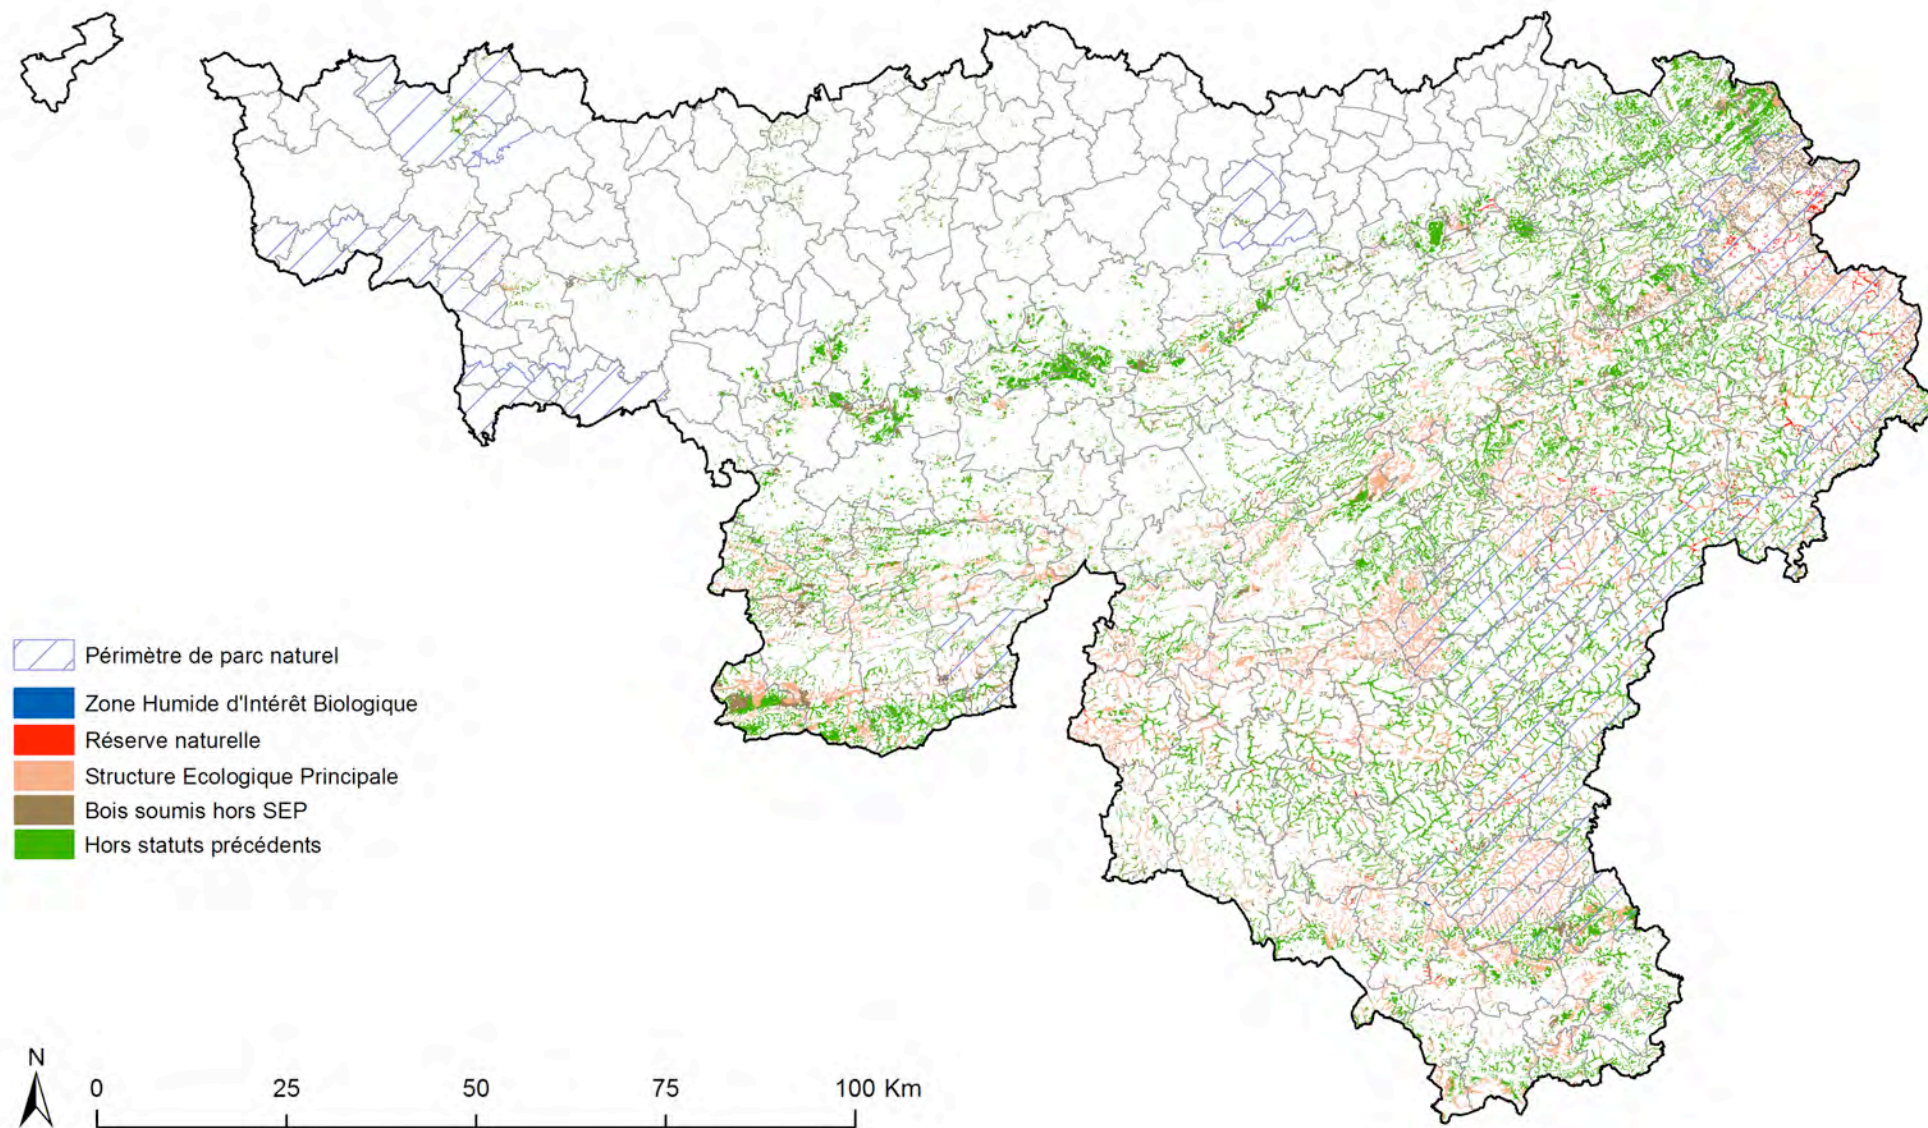 Périmètre de parc naturel
Zone Humide d'Intérêt Biologique
Réserve naturelle
Structure Ecologique Principale
Bois soumis hors SEP
Hors statuts précédents
N
0 25 50 75 100 Km